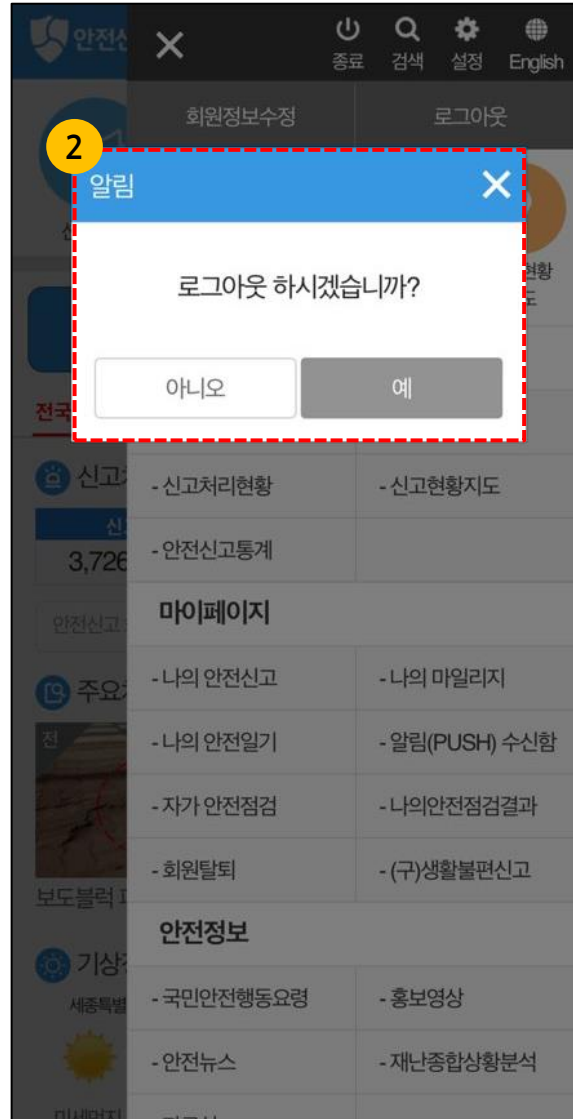 안전신
종료 검색 설정 English
회원정보수정 로그아웃
2
알림
로그아웃 하시겠습니까?
아니오 예
전국
신고처
- 신고처리현황 - 신고현황지도
3,726
- 안전신고통계
안전신고
마이페이지
- 나의 안전신고 - 나의 마일리지
주요
전
- 나의 안전일기 - 알림(PUSH) 수신함
- 자가 안전점검 - 나의안전점검결과
- 회원탈퇴 - (구)생활불편신고
보도블럭
안전정보
기상
세종특별
- 국민안전행동요령 - 홍보영상
- 안전뉴스 - 재난종합상황분석